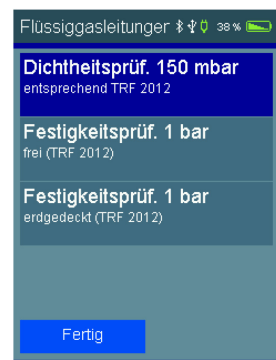 Flüssiggasleitunger 38 %
Dichtheitsprüf. 150 mbar
entsprechend TRF 2012
Festigkeitsprüf. 1 bar
frei (TRF 2012)
Festigkeitsprüf. 1 bar
erdgedeckt (TRF 2012)
Fertig